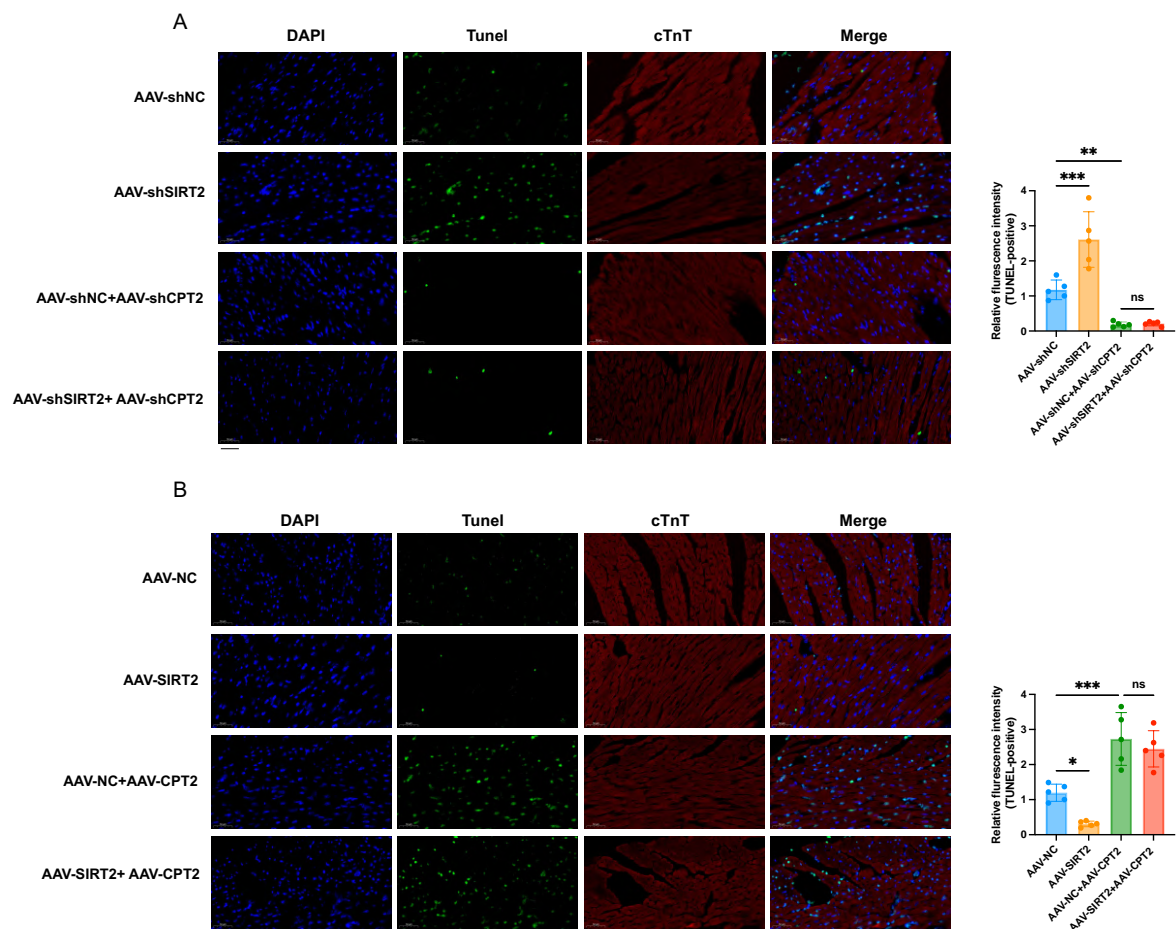 A
DAPI Tunel cTnT Merge
AAV-shNC
AAV-shSIRT2
AAV-shNC+AAV-shCPT2
AAV-shSIRT2+ AAV-shCPT2
Relative flurescence intensity
(TUNEL-positive)
4
3
2
1
0
**
***
ns
AAV-shNC
AAV-shSIRT2
AAV-shNC+AAV-shCPT2
AAV-shSIRT2+AAV-shCPT2
B
DAPI Tunel cTnT Merge
AAV-NC
AAV-SIRT2
AAV-NC+AAV-CPT2
AAV-SIRT2+ AAV-CPT2
Relative flurescence intensity
(TUNEL-positive)
4
3
2
1
0
*** ns
*
AAV-NC
AAV-SIRT2
AAV-NC+AAV-CPT2
AAV-SIRT2+AAV-CPT2